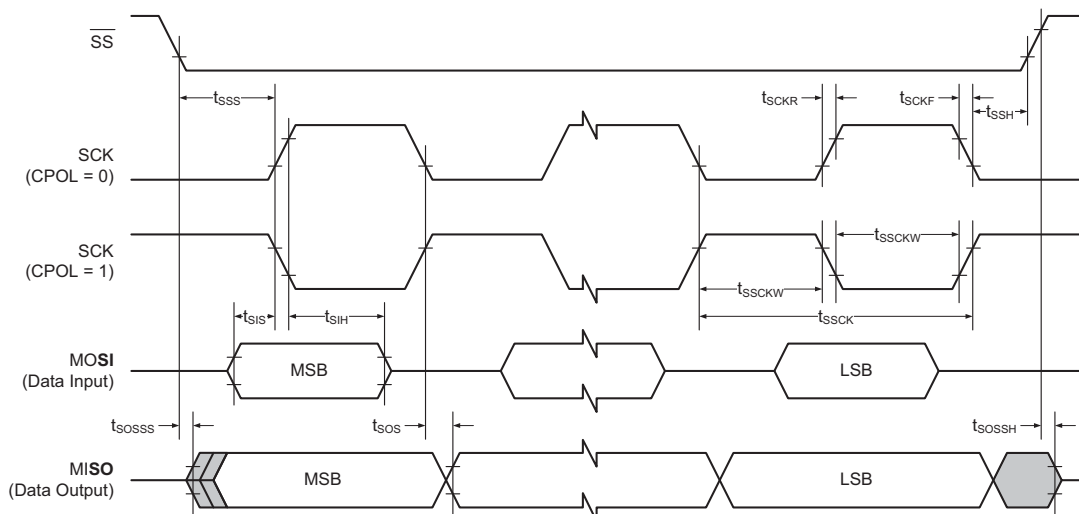 SS
tSSS
tSCKR
tSCKF
tSSH
SCK
(CPOL = 0)
SCK
(CPOL = 1)
tSSCKW
tSSCKW
tSSCK
tSIS
tSIH
MOSI
(Data Input)
MSB
LSB
tSOSSS
tSOS
tSOSSH
MISO
(Data Output)
MSB
LSB